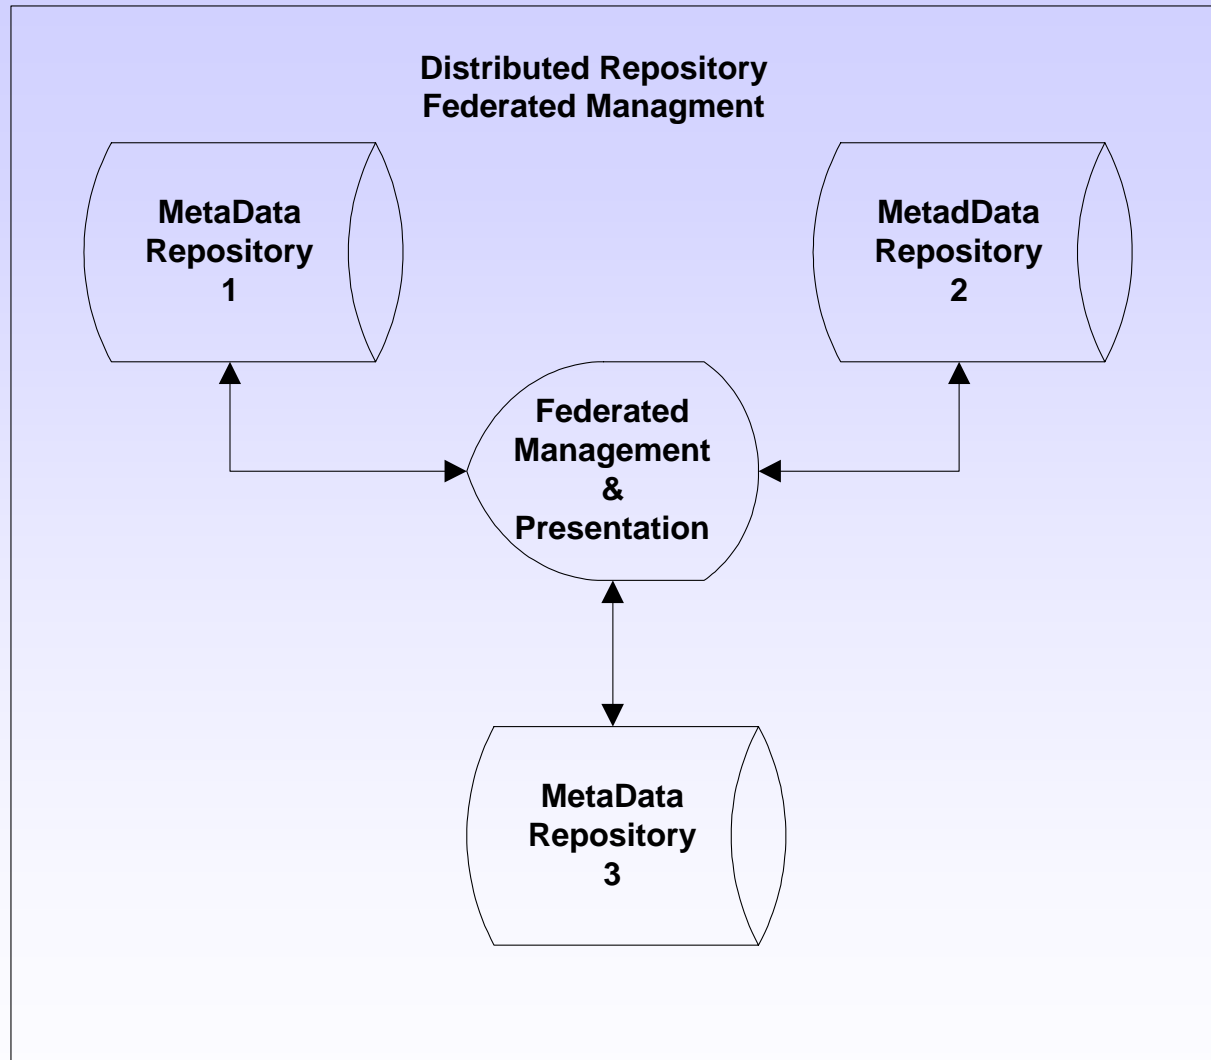 Distributed Repository
Federated Managment
MetaData
Repository
1
MetadData
Repository
2
Federated
Management
&
Presentation
MetaData
Repository
3